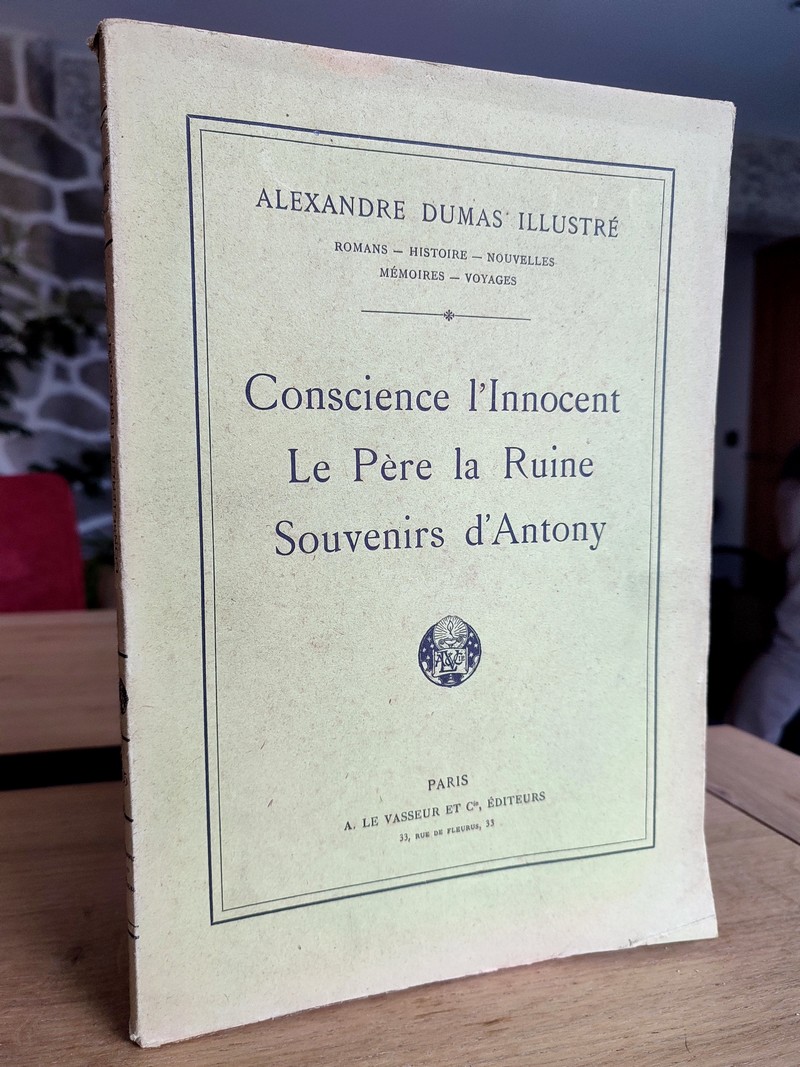 ALEXANDRE DUMAS ILLUSTRÉ
ROMANS — HISTOIRE — NOUVELLES
MÉMOIRES — VOYAGES
Conscience l'Innocent
Le Père la Ruine
Souvenirs d'Antony
PARIS
A. LE VASSEUR ET Cie, ÉDITEURS
33, RUE DE FLEURUS, 33